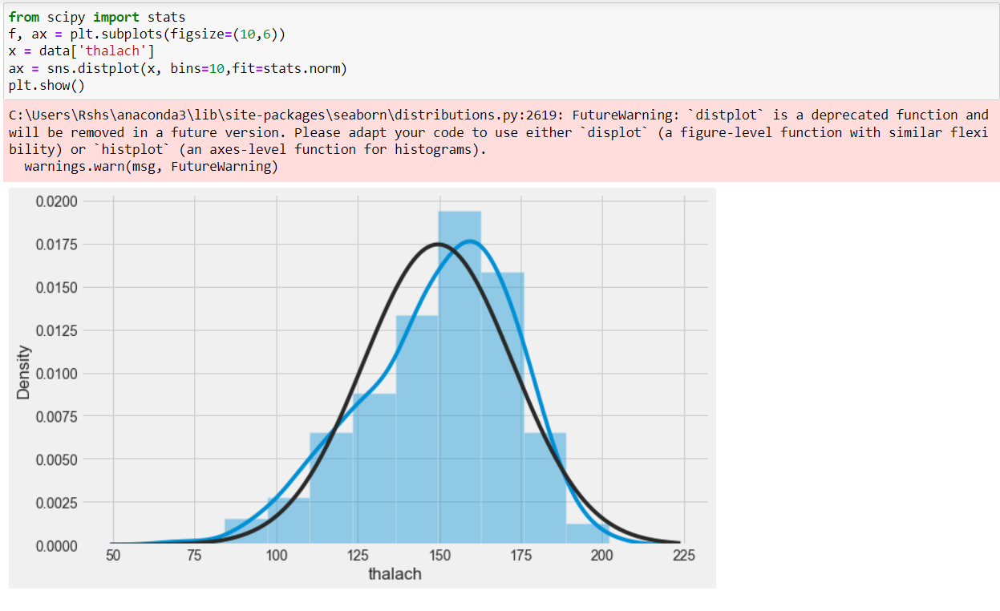 from scipy import stats
f, ax = plt.subplots(figsize=(10,6))
x = data['thalach']
ax = sns.distplot(x, bins=10,fit=stats.norm)
plt.show()
C:\Users\Rshs\anaconda3\lib\site-packages\seaborn\distributions.py:2619: FutureWarning: `distplot` is a deprecated function and
will be removed in a future version. Please adapt your code to use either `displot` (a figure-level function with similar flexi
bility) or `histplot` (an axes-level function for histograms).
  warnings.warn(msg, FutureWarning)
0.0200
0.0175
0.0150
0.0125
0.0100
0.0075
0.0050
0.0025
0.0000
Density
50 75 100 125 150 175 200 225
thalach